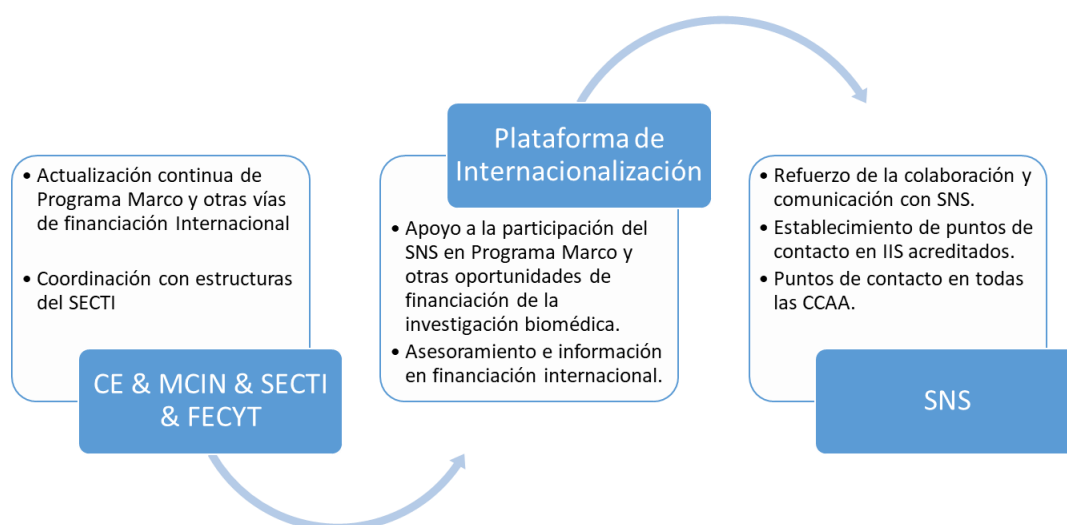 • Actualización continua de
Programa Marco y otras vías
de financiación Internacional
• Coordinación con estructuras
del SECTI
CE & MCIN & SECTI
& FECYT
Plataforma de
Internacionalización
• Apoyo a la participación del
SNS en Programa Marco y
otras oportunidades de
financiación de la
investigación biomédica.
• Asesoramiento e información
en financiación internacional.
• Refuerzo de la colaboración y
comunicación con SNS.
• Establecimiento de puntos de
contacto en IIS acreditados.
• Puntos de contacto en todas
las CCAA.
SNS